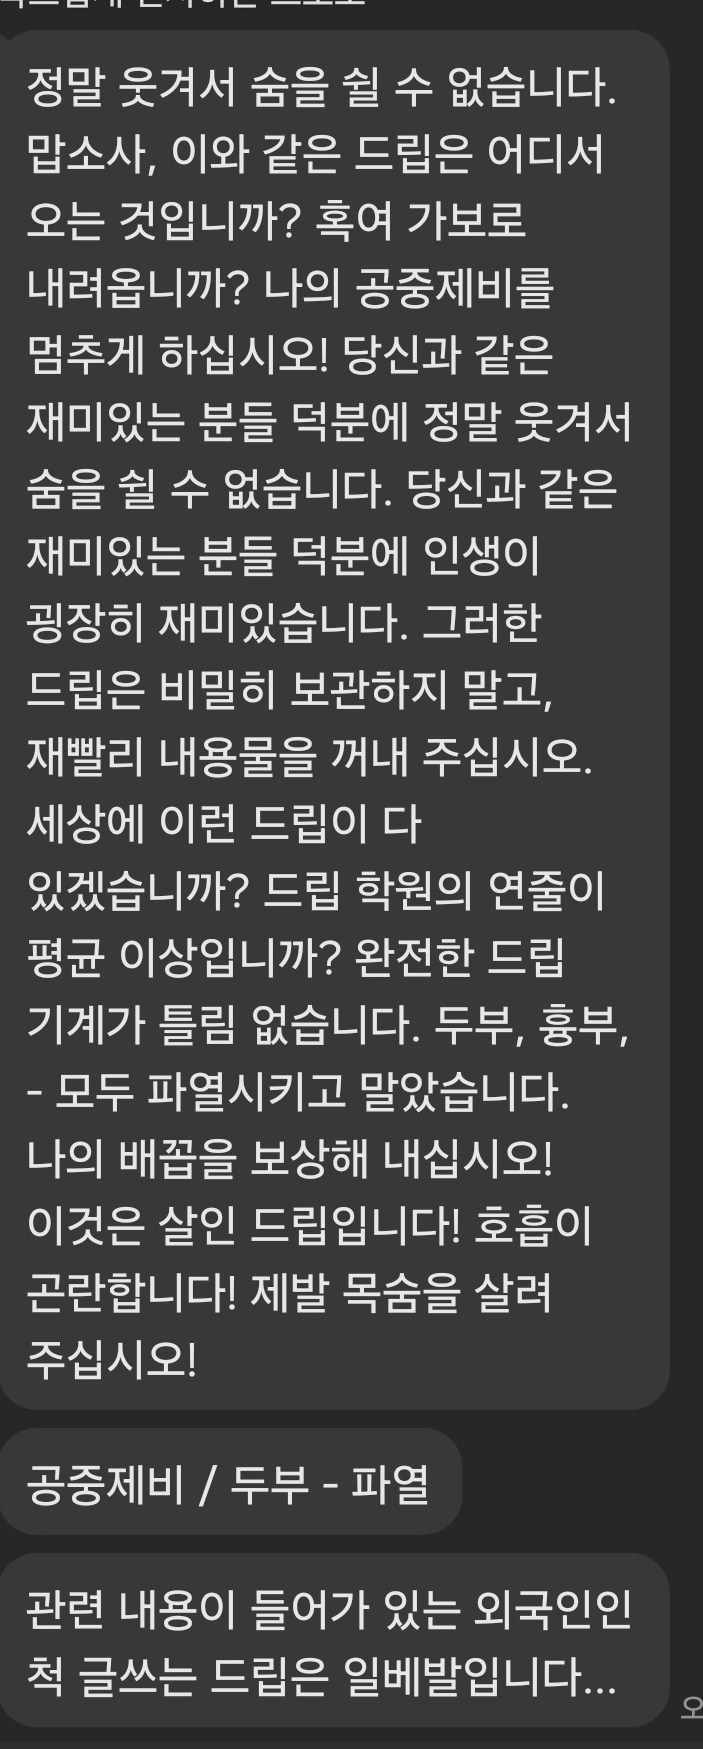 정말 웃겨서 숨을 쉴 수 없습니다.
맙소사, 이와 같은 드립은 어디서
오는 것입니까? 혹여 가보로
내려옵니까? 나의 공중제비를
멈추게 하십시오! 당신과 같은
재미있는 분들 덕분에 정말 웃겨서
숨을 쉴 수 없습니다. 당신과 같은
재미있는 분들 덕분에 인생이
굉장히 재미있습니다. 그러한
드립은 비밀히 보관하지 말고,
재빨리 내용물을 꺼내 주십시오.
세상에 이런 드립이 다
있겠습니까? 드립 학원의 연줄이
평균 이상입니까? 완전한 드립
기계가 틀림 없습니다. 두부, 흉부,
- 모두 파열시키고 말았습니다.
나의 배꼽을 보상해 내십시오!
이것은 살인 드립입니다! 호흡이
곤란합니다! 제발 목숨을 살려
주십시오!
공중제비 / 두부 - 파열
관련 내용이 들어가 있는 외국인인
척 글쓰는 드립은 일베발입니다...
오